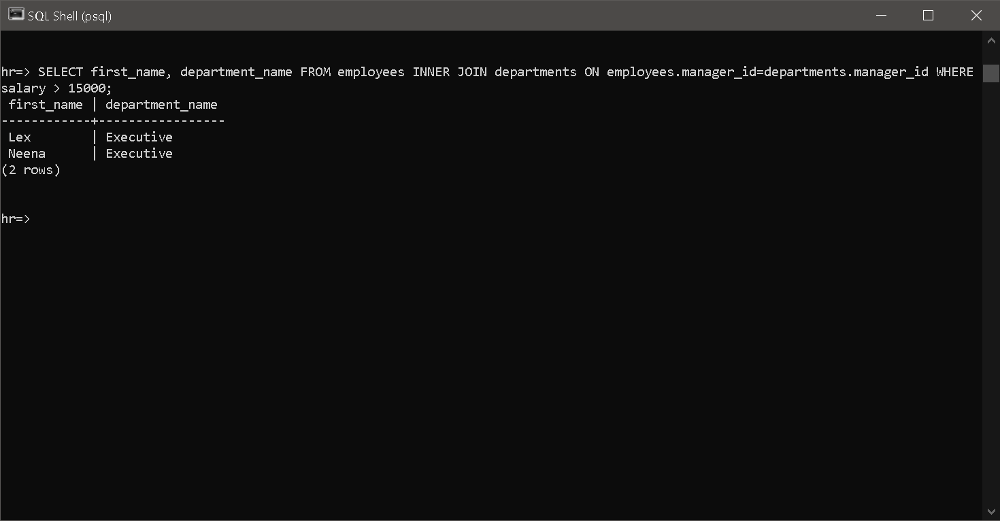 SQL Shell (psql)
hr=> SELECT first_name, department_name FROM employees INNER JOIN departments ON employees.manager_id=departments.manager_id WHERE
salary > 15000;
 first_name | department_name
------------+-----------------
 Lex        | Executive
 Neena      | Executive
(2 rows)
hr=>